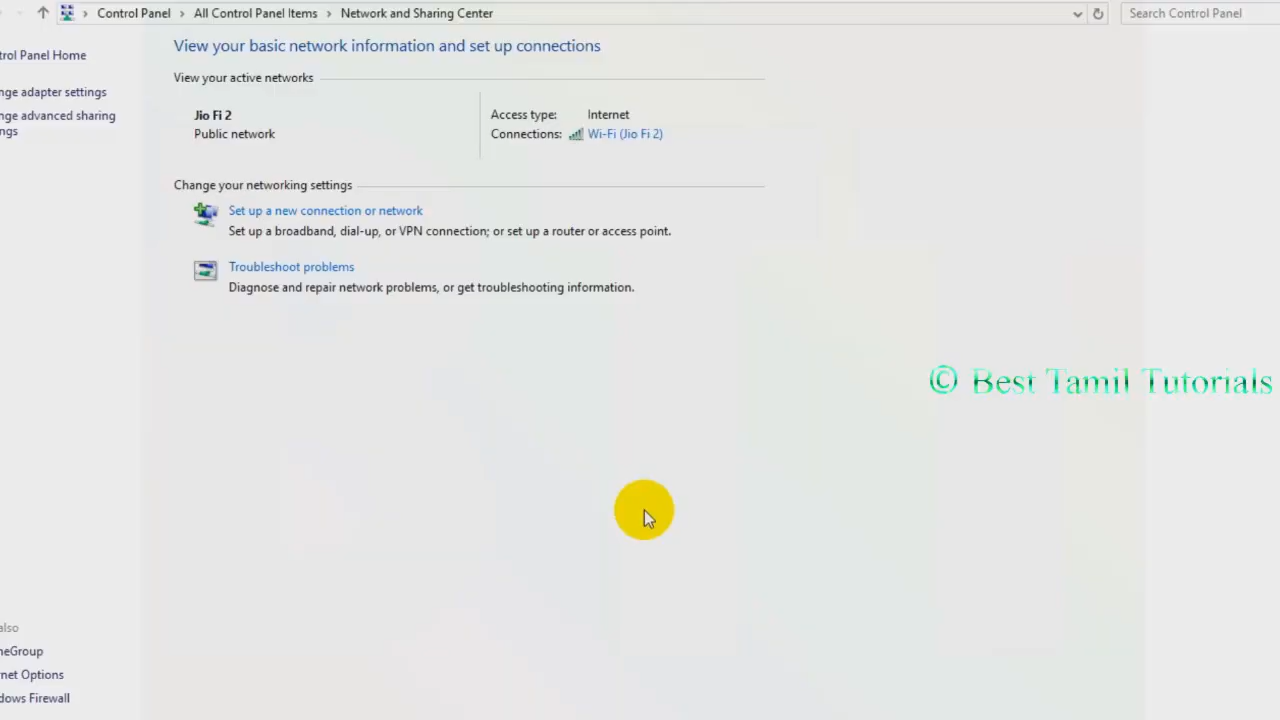 Control Panel > All Control Panel Items > Network and Sharing Center
Search Control Panel
View your basic network information and set up connections
trol Panel Home
View your active networks
nge adapter settings
nge advanced sharing
ngs
Jio Fi 2
Public network
Access type: Internet
Connections: Wi-Fi (Jio Fi 2)
Change your networking settings
Set up a new connection or network
Set up a broadband, dial-up, or VPN connection; or set up a router or access point.
Troubleshoot problems
Diagnose and repair network problems, or get troubleshooting information.
© Best Tamil Tutorials
also
neGroup
rnet Options
dows Firewall